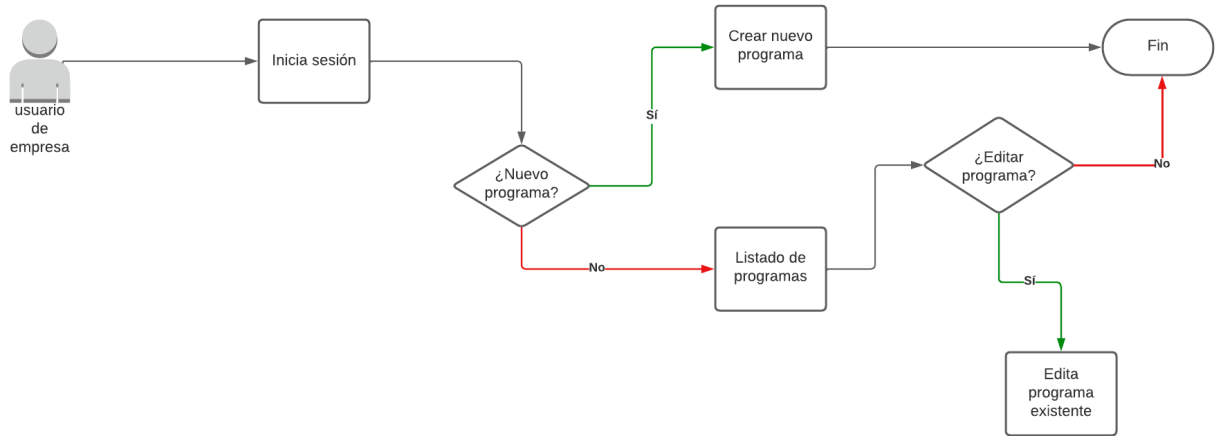 usuario
de
empresa
Inicia sesión
¿Nuevo
programa?
Sí
Crear nuevo
programa
Fin
No
Listado de
programas
¿Editar
programa?
No
Sí
Edita
programa
existente